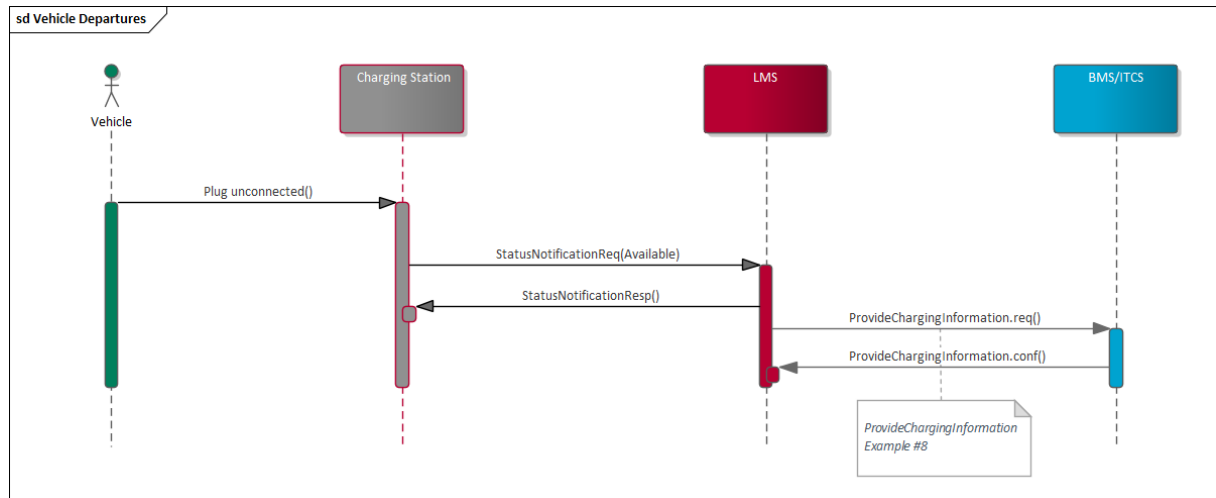 sd Vehicle Departures
Charging Station
LMS
BMS/ITCS
Vehicle
Plug unconnected()
StatusNotificationReq(Available)
StatusNotificationResp()
ProvideChargingInformation.req()
ProvideChargingInformation.conf()
ProvideChargingInformation
Example #8